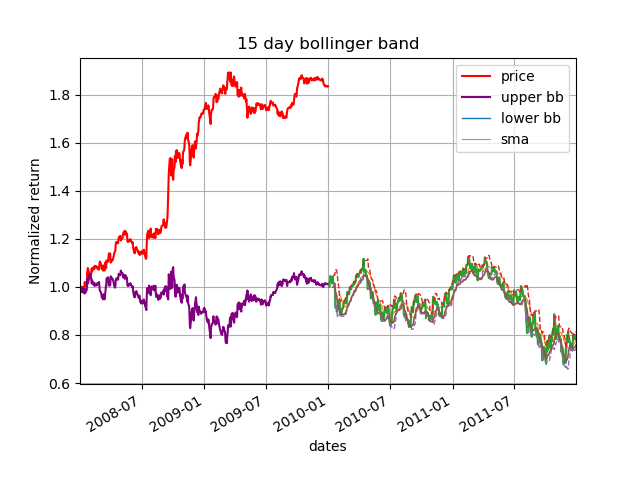 15 day bollinger band
price
upper bb
lower bb
sma
Normalized return
1.8
1.6
1.4
1.2
1.0
0.8
0.6
2008-07
2009-01
2009-07
2010-01
2010-07
2011-01
2011-07
dates